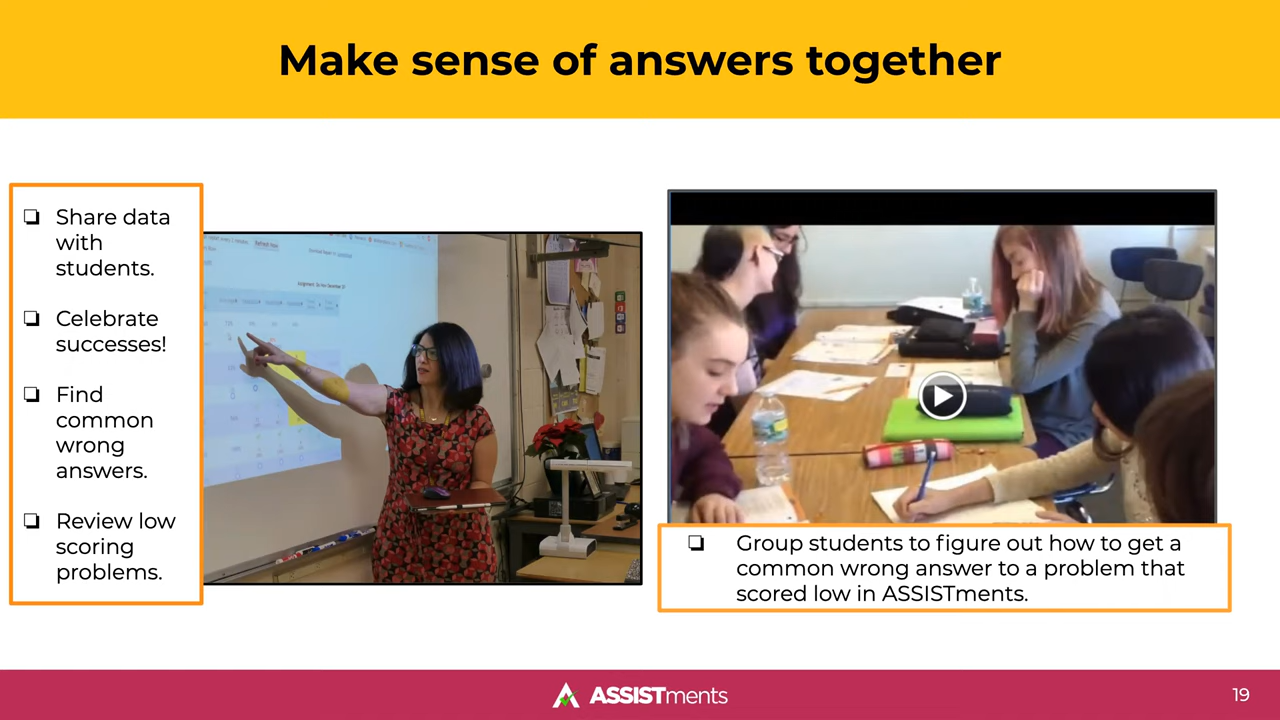 Make sense of answers together
❏ Share data
with
students.
❏ Celebrate
successes!
❏ Find
common
wrong
answers.
❏ Review low
scoring
problems.
❏ Group students to figure out how to get a
common wrong answer to a problem that
scored low in ASSISTments.
ASSISTments
19